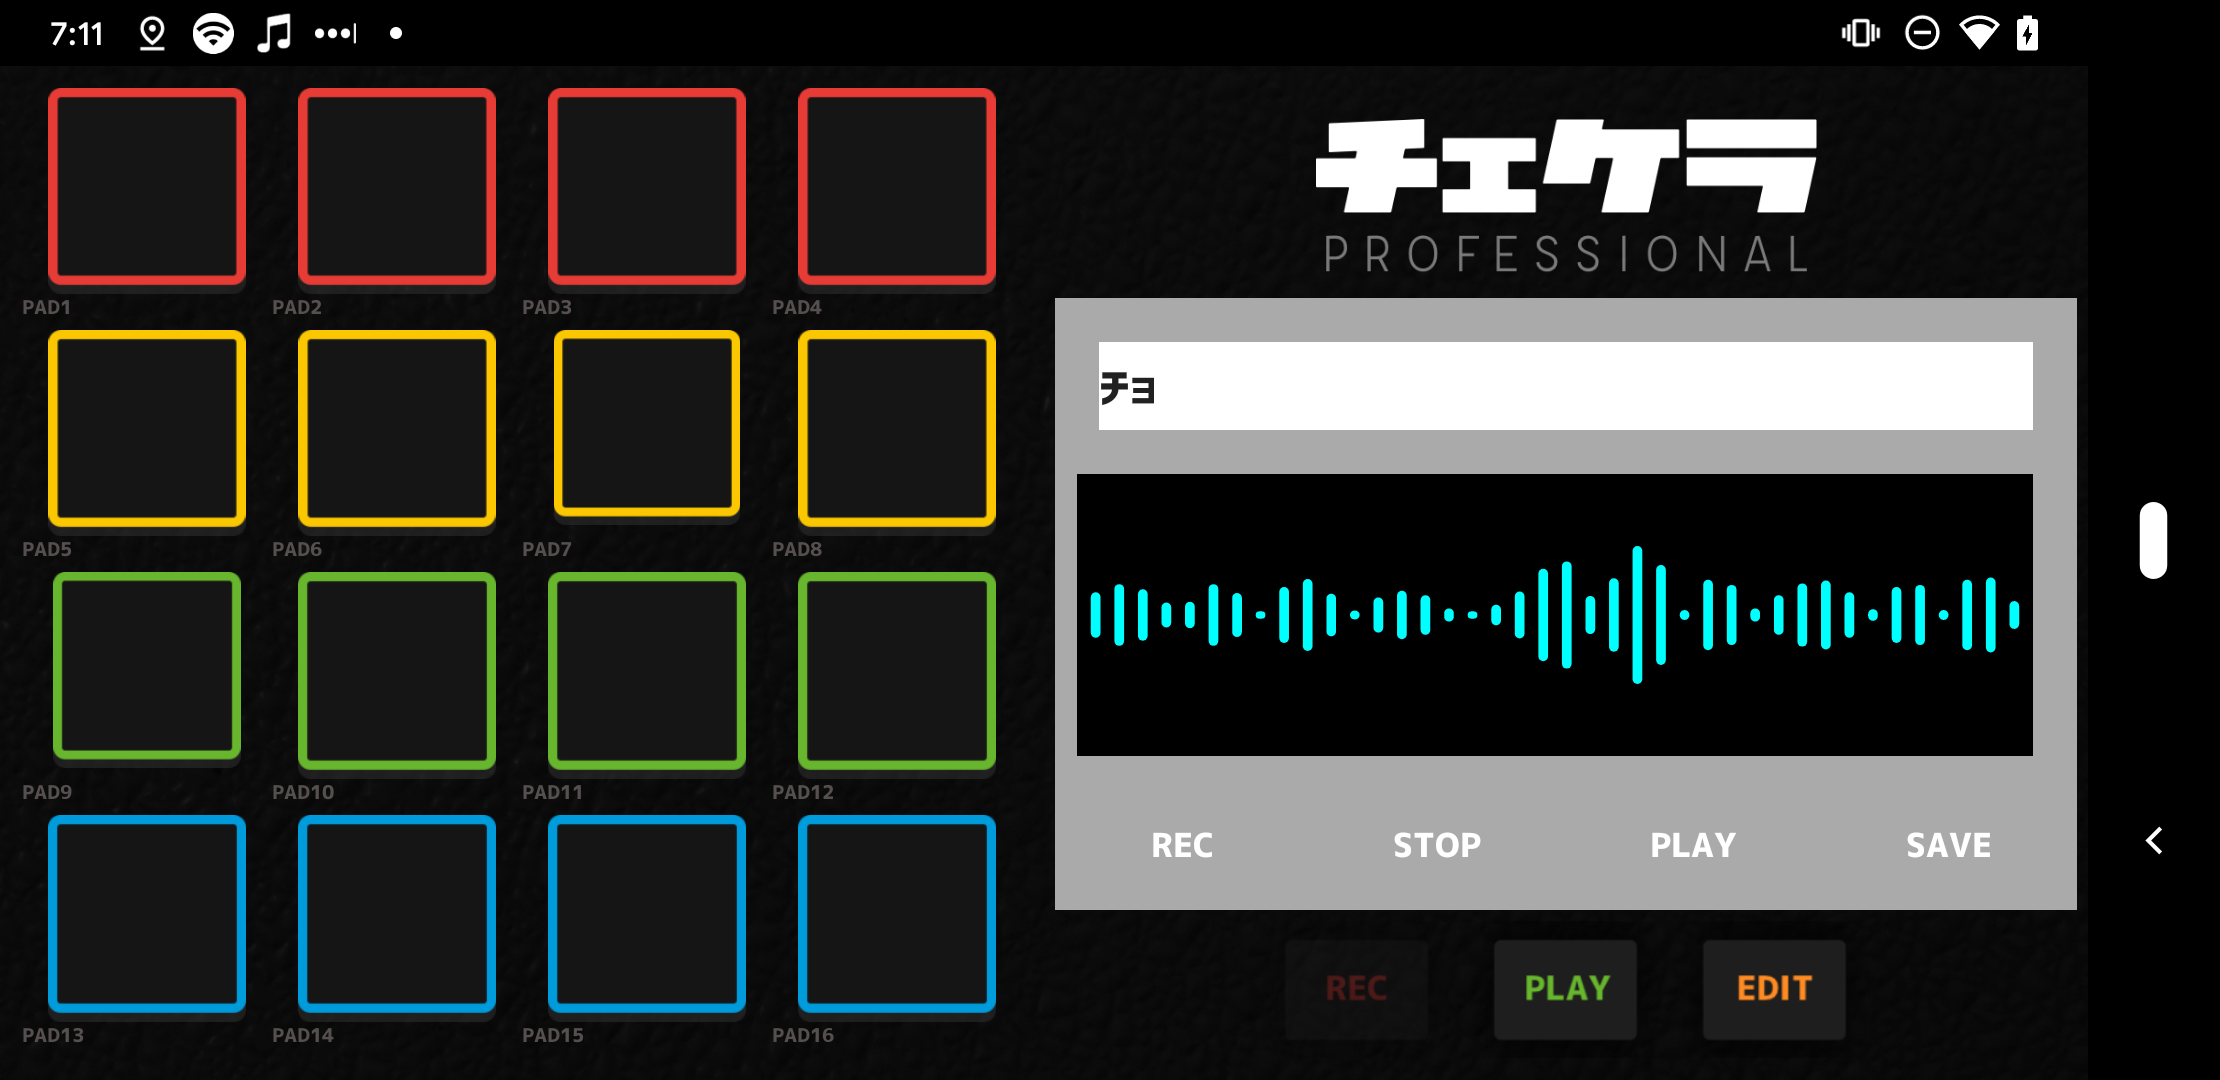 7:11
PAD1 PAD2 PAD3 PAD4
PAD5 PAD6 PAD7 PAD8
PAD9 PAD10 PAD11 PAD12
PAD13 PAD14 PAD15 PAD16
チェケラ
PROFESSIONAL
チョ
REC STOP PLAY SAVE
REC PLAY EDIT